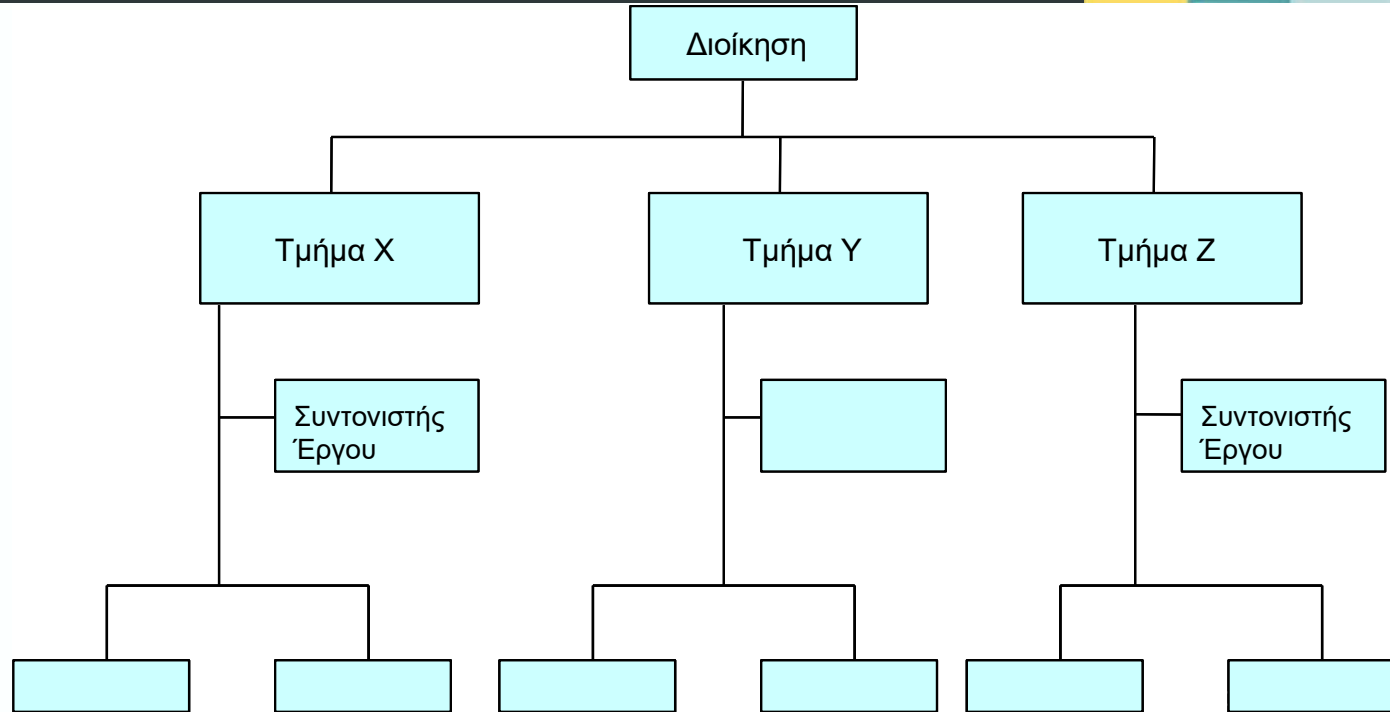 Διοίκηση
Τμήμα Χ
Τμήμα Υ
Τμήμα Ζ
Συντονιστής
Έργου
Συντονιστής
Έργου